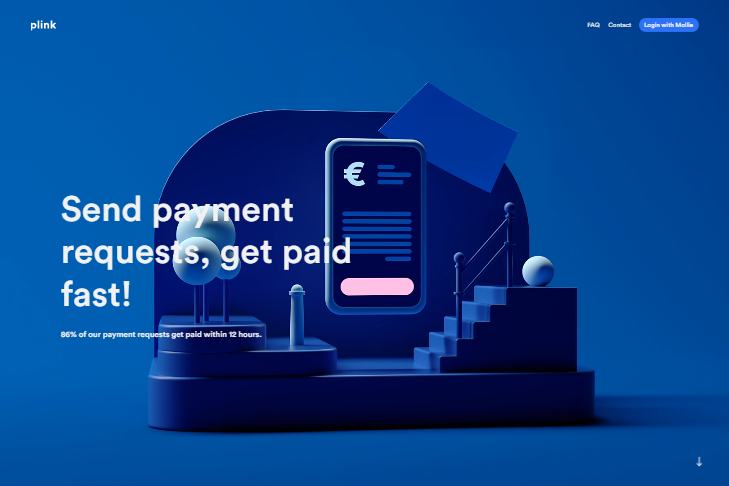 plink
FAQ Contact Login with Mollie
Send payment
requests, get paid
fast!
86% of our payment requests get paid within 12 hours.
€